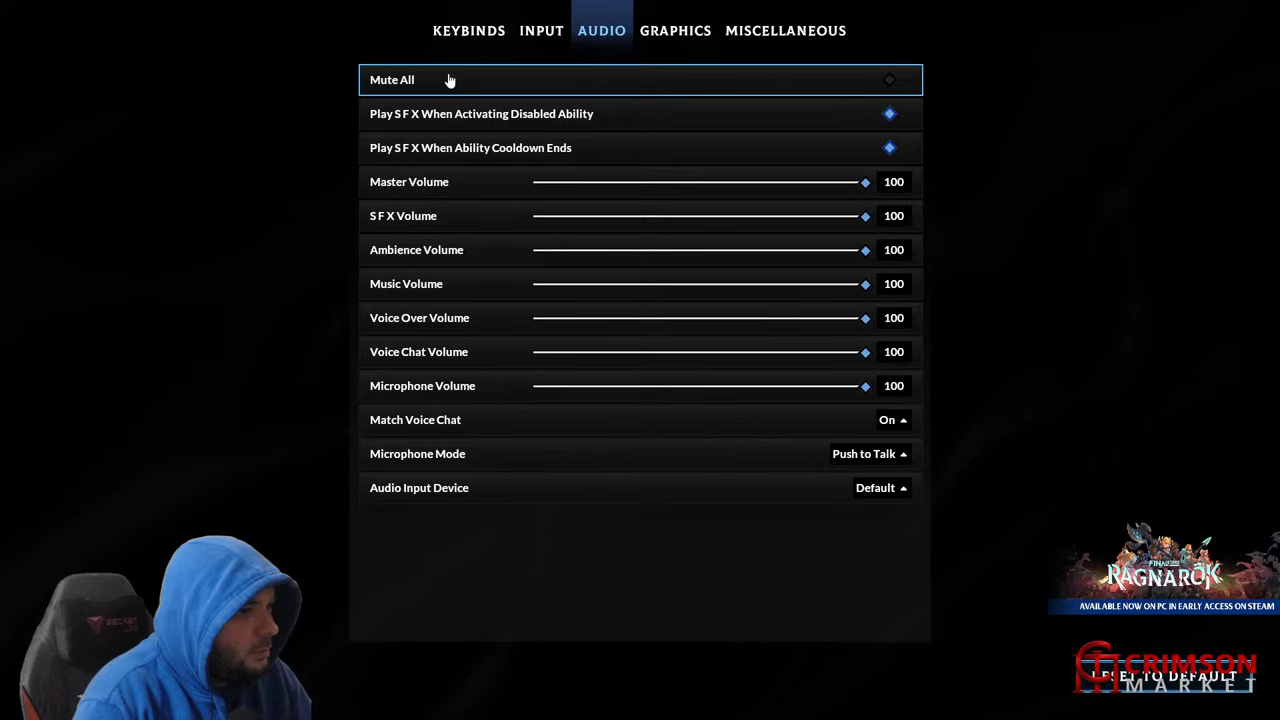 KEYBINDS INPUT AUDIO GRAPHICS MISCELLANEOUS
Mute All
Play S F X When Activating Disabled Ability
Play S F X When Ability Cooldown Ends
Master Volume 100
S F X Volume 100
Ambience Volume 100
Music Volume 100
Voice Over Volume 100
Voice Chat Volume 100
Microphone Volume 100
Match Voice Chat On
Microphone Mode Push to Talk
Audio Input Device Default
RAGNAROK
AVAILABLE NOW ON PC IN EARLY ACCESS ON STEAM
CRIMSON
RESET TO DEFAULT
MARKET